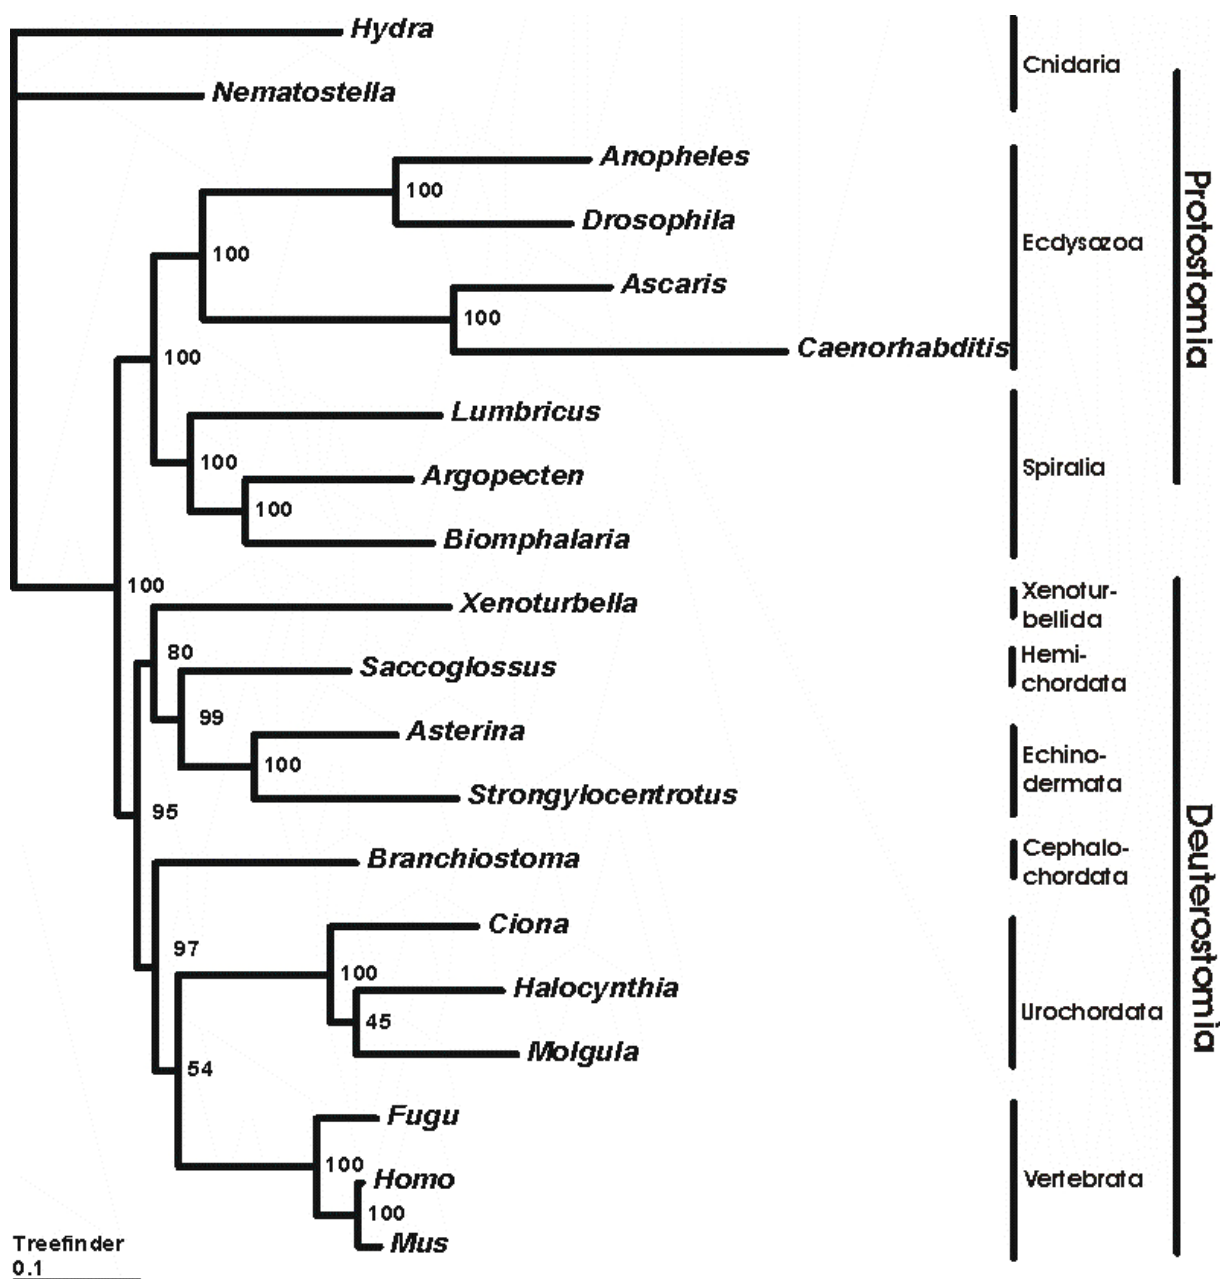 Hydra
Cnidaria
Nematostella
Anopheles
100
Drosophila
Ecdysozoa
100
Ascaris
100
Caenorhabditis
100
Protostomia
Lumbricus
100
Spiralia
Argopecten
100
Biomphalaria
100
Xenoturbella
Xenotur-
bellida
80
Saccoglossus
Hemi-
chordata
99
Asterina
100
Echino-
dermata
Strongylocentrotus
95
Branchiostoma
Cephalo-
chordata
Deuterostomia
Ciona
97
100
Halocynthia
45
Urochordata
Molgula
54
Fugu
100
Homo
Vertebrata
100
Mus
Treefinder
0.1